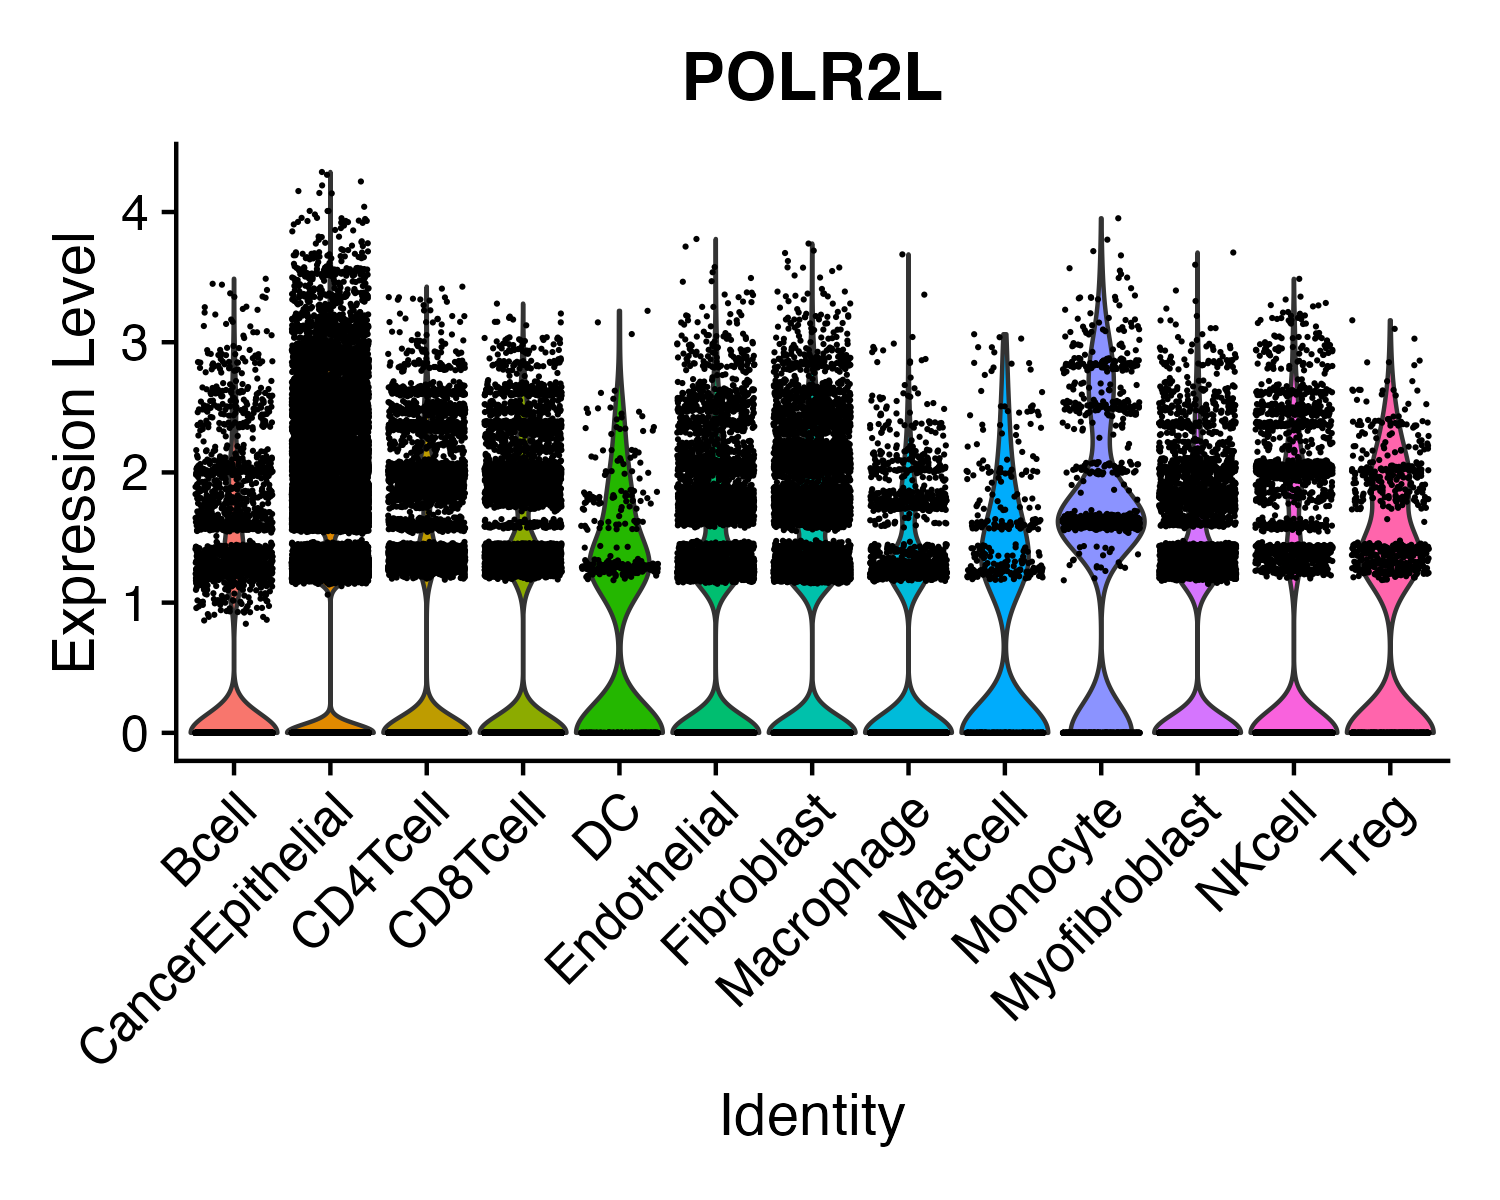 POLR2L
Expression Level
4
3
2
1
0
Bcell
CancerEpithelial
CD4Tcell
CD8Tcell
DC
Endothelial
Fibroblast
Macrophage
Mastcell
Monocyte
Myofibroblast
NKcell
Treg
Identity